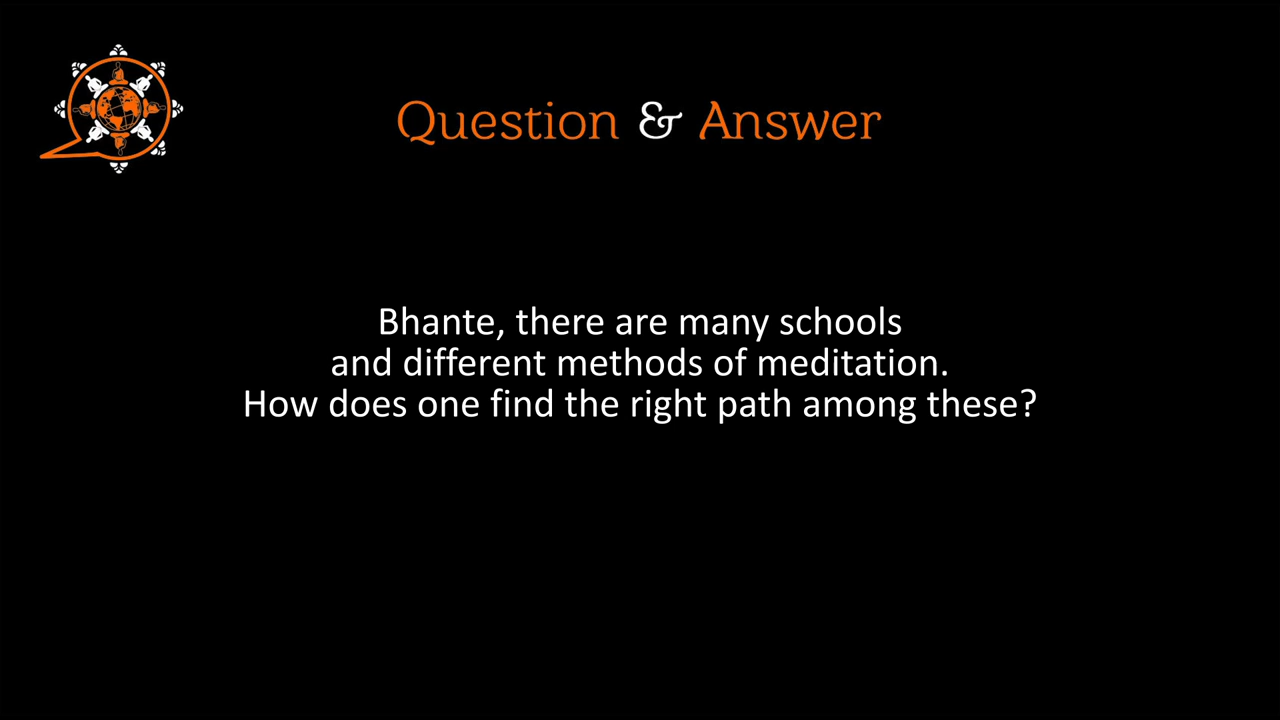 Question & Answer
Bhante, there are many schools
and different methods of meditation.
How does one find the right path among these?